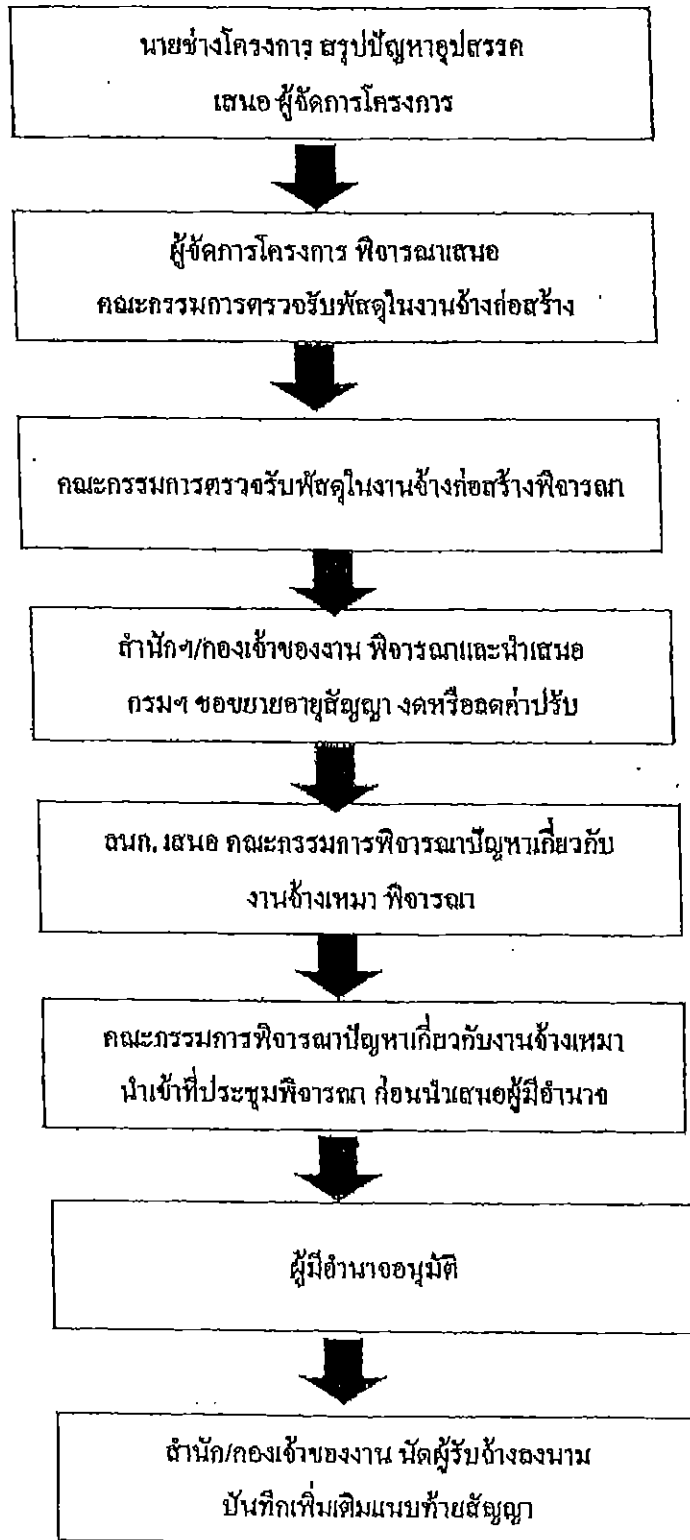 นายช่างโครงการ สรุปปัญหาอุปสรรค
เสนอ ผู้จัดการโครงการ
ผู้จัดการโครงการ พิจารณาเสนอ
คณะกรรมการตรวจรับพัสดุในงานจ้างก่อสร้าง
คณะกรรมการตรวจรับพัสดุในงานจ้างก่อสร้างพิจารณา
สำนักฯ/กองเจ้าของงาน พิจารณาและนำเสนอ
กรมฯ ขอขยายอายุสัญญา งดหรือลดค่าปรับ
ลนก. เสนอ คณะกรรมการพิจารณาปัญหาเกี่ยวกับ
งานจ้างเหมา พิจารณา
คณะกรรมการพิจารณาปัญหาเกี่ยวกับงานจ้างเหมา
นำเข้าที่ประชุมพิจารณา ก่อนนำเสนอผู้มีอำนาจ
ผู้มีอำนาจอนุมัติ
สำนัก/กองเจ้าของงาน นัดผู้รับจ้างลงนาม
บันทึกเพิ่มเติมแนบท้ายสัญญา